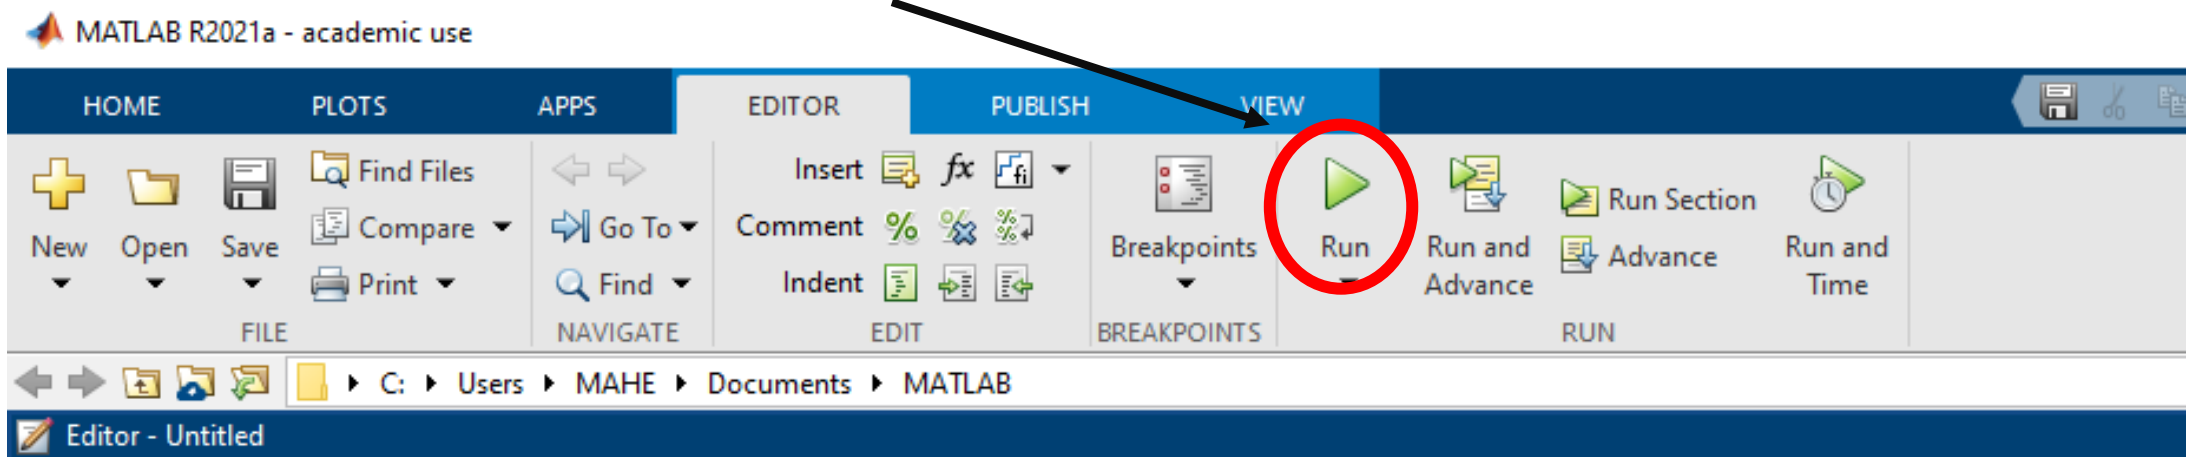 MATLAB R2021a - academic use
HOME PLOTS APPS EDITOR PUBLISH VIEW
New Open Save
Find Files
Compare
Print
FILE
Go To
Find
NAVIGATE
Insert fx fi
Comment % % %
Indent
EDIT
Breakpoints
BREAKPOINTS
Run
Run and
Advance
Run Section
Advance
Run and
Time
RUN
C: Users MAHE Documents MATLAB
Editor - Untitled